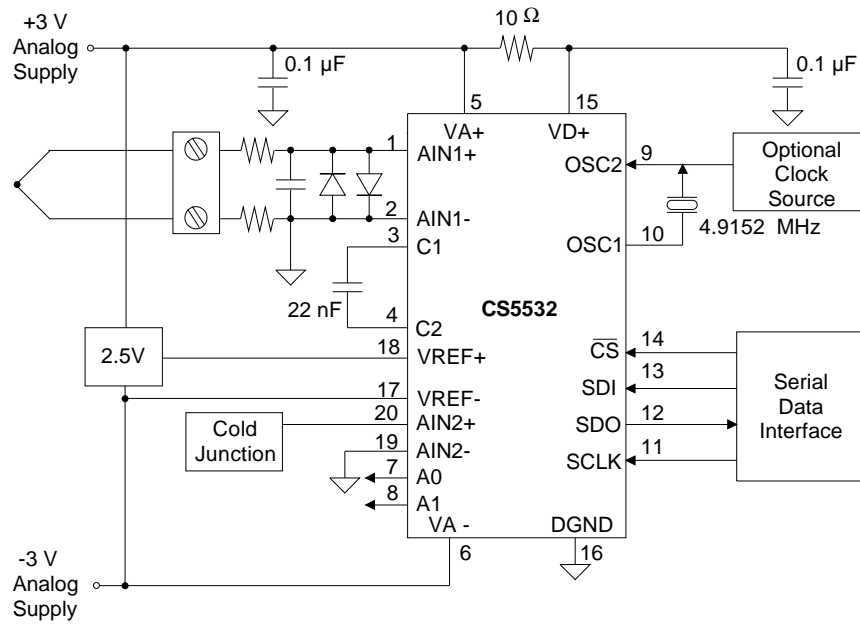 +3 V
Analog
Supply
10 Ω
0.1 µF
0.1 µF
5
15
VA+
VD+
1
AIN1+
2
AIN1-
3
C1
22 nF
4
C2
CS5532
OSC2
9
Optional
Clock
Source
OSC1
10
4.9152 MHz
2.5V
18
VREF+
17
VREF-
20
AIN2+
Cold
Junction
19
AIN2-
7
A0
8
A1
CS
14
SDI
13
SDO
12
SCLK
11
Serial
Data
Interface
VA -
DGND
6
16
-3 V
Analog
Supply